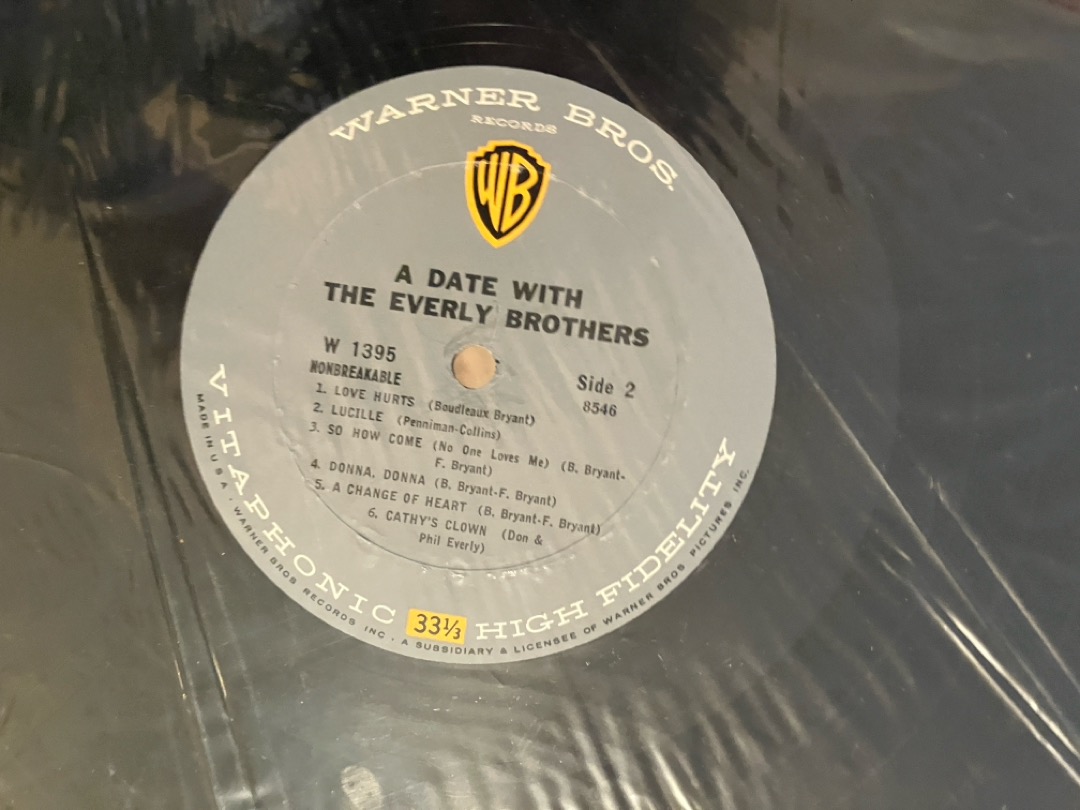 WARNER BROS.
RECORDS
WB
A DATE WITH
THE EVERLY BROTHERS
W 1395
NONBREAKABLE
Side 2
8546
1. LOVE HURTS (Boudleaux Bryant)
2. LUCILLE (Penniman-Collins)
3. SO HOW COME (No One Loves Me) (B. Bryant-
F. Bryant)
4. DONNA, DONNA (B. Bryant-F. Bryant)
5. A CHANGE OF HEART (B. Bryant-F. Bryant)
6. CATHY'S CLOWN (Don &
Phil Everly)
VITAPHONIC 33⅓ HIGH FIDELITY
MADE IN U.S.A. · WARNER BROS RECORDS INC. · A SUBSIDIARY & LICENSEE OF WARNER BROS PICTURES INC.